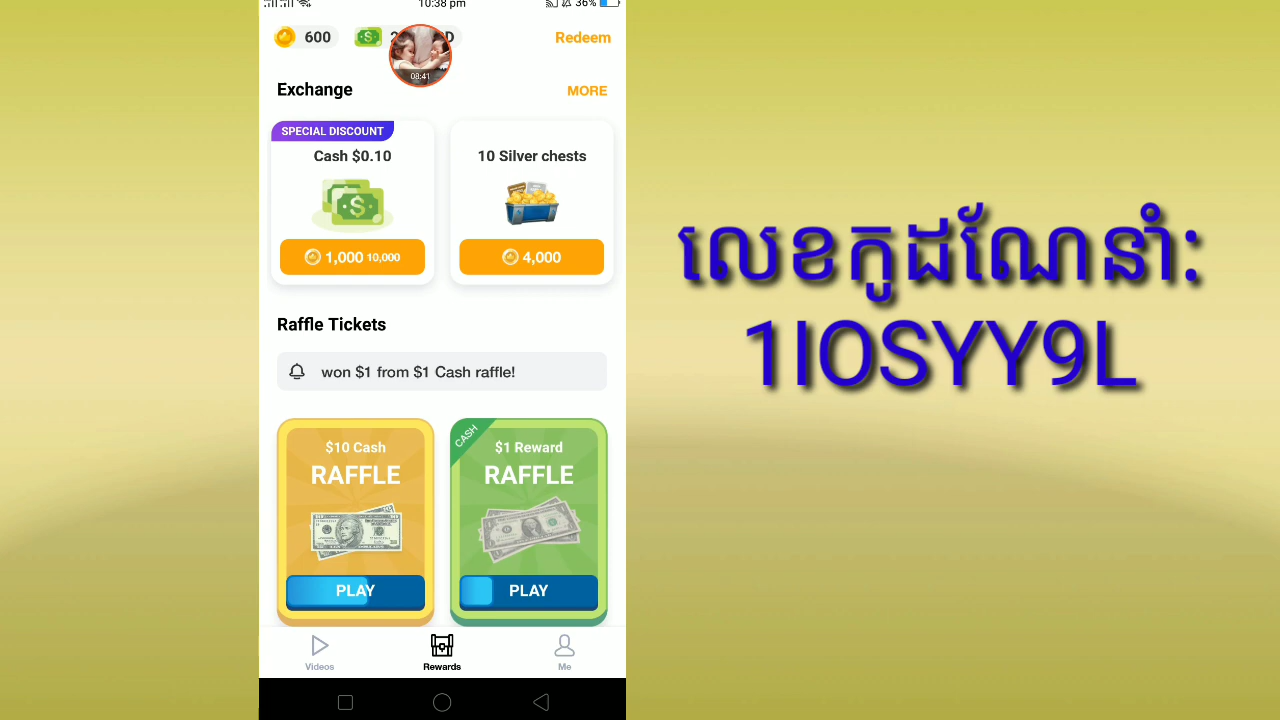 10:38 pm
36%
600
Redeem
08:41
Exchange
MORE
SPECIAL DISCOUNT
Cash $0.10
10 Silver chests
1,000 10,000
4,000
Raffle Tickets
won $1 from $1 Cash raffle!
$10 Cash
RAFFLE
PLAY
CASH
$1 Reward
RAFFLE
PLAY
Videos
Rewards
Me
លេខកូដណែនាំ:
1IOSYY9L